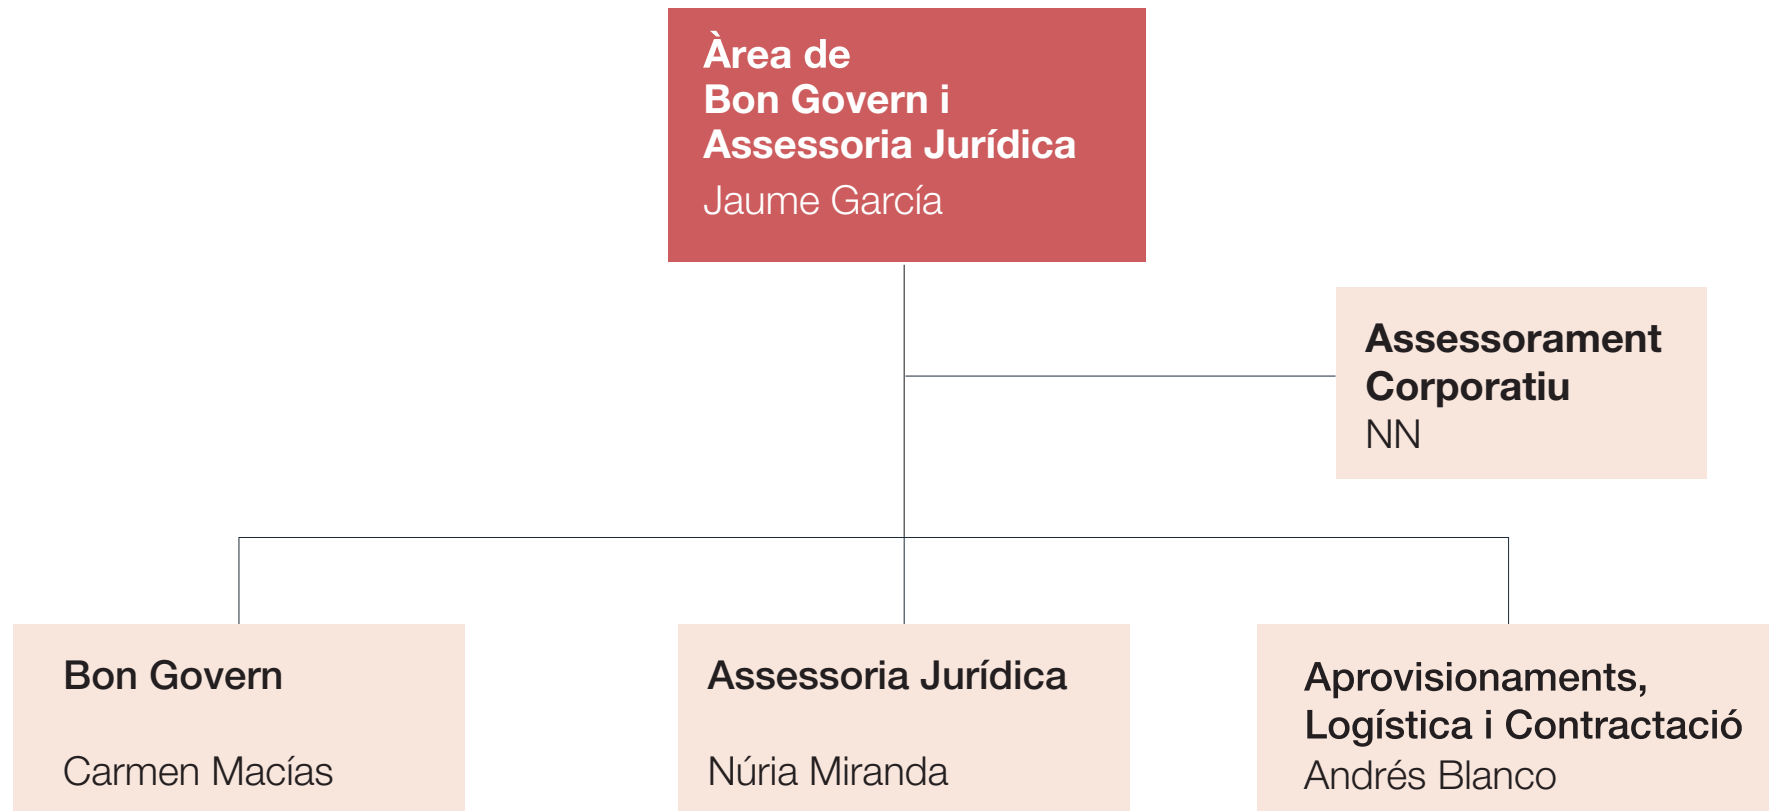 Àrea de
Bon Govern i
Assessoria Jurídica
Jaume García
Assessorament
Corporatiu
NN
Bon Govern
Carmen Macías
Assessoria Jurídica
Núria Miranda
Aprovisionaments,
Logística i Contractació
Andrés Blanco